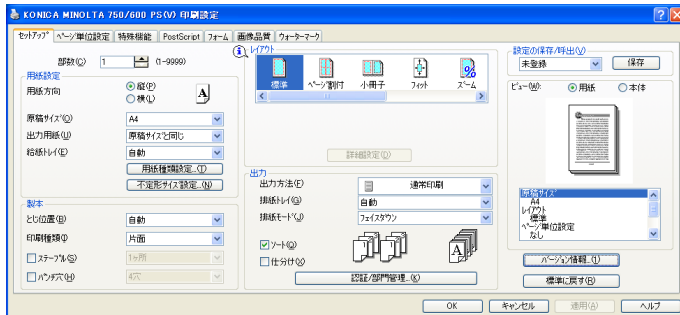 KONICA MINOLTA 750/600 PS(V) 印刷設定
セットアップ ページ単位設定 特殊機能 PostScript フォーム 画像品質 ウォーターマーク
部数(C) 1 (1-9999)
用紙設定
用紙方向
縦(P)
横(L)
A
原稿サイズ(O) A4
出力用紙(U) 原稿サイズと同じ
給紙トレイ(E) 自動
用紙種類設定...(T)
不定形サイズ設定...(N)
製本
とじ位置(B) 自動
印刷種類(I) 片面
ステープル(S) 1ヶ所
パンチ穴(H) 4穴
レイアウト
標準 ページ割付 小冊子 フィット ズーム
詳細設定(D)
出力
出力方法(F) 通常印刷
排紙トレイ(G) 自動
排紙モード(J) フェイスダウン
ソート(Q)
仕分け(X)
認証/部門管理...(K)
設定の保存/呼出(V)
未登録 保存
ビュー(W): 用紙 本体
原稿サイズ
A4
レイアウト
標準
ページ単位設定
なし
バージョン情報...(1)
標準に戻す(R)
OK キャンセル 適用(A) ヘルプ